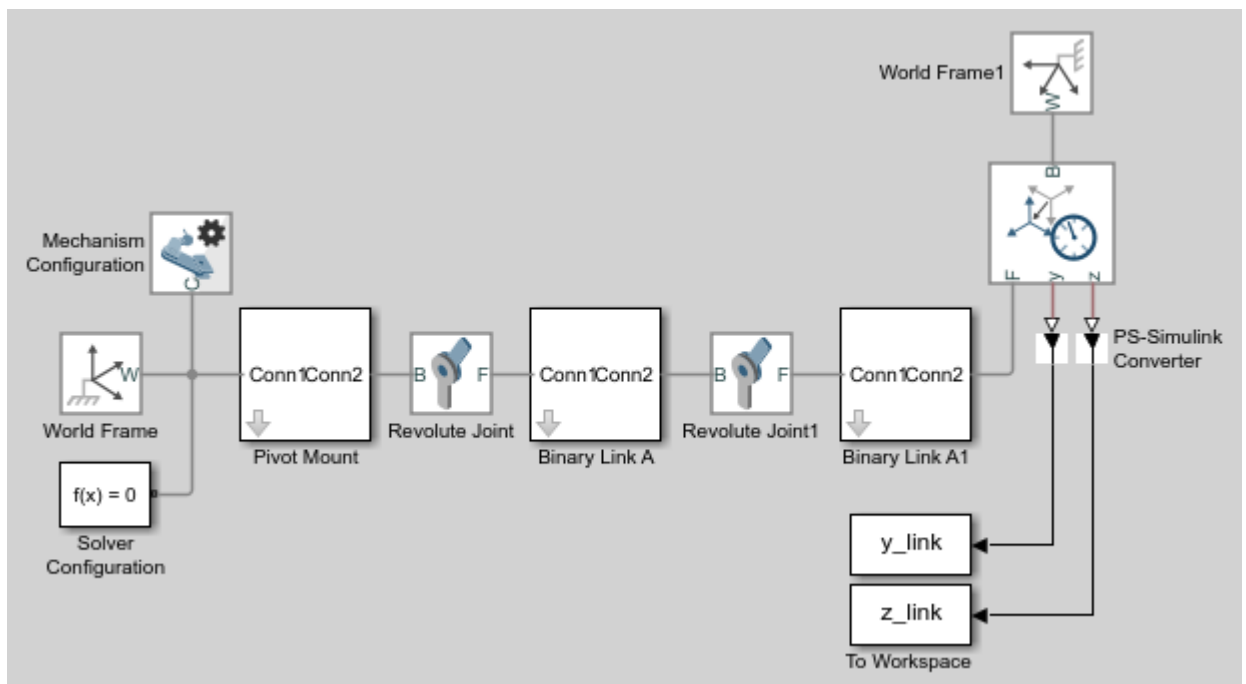 World Frame1
W
B
F
y
z
PS-Simulink
Converter
Mechanism
Configuration
C
W
World Frame
Conn1Conn2
Pivot Mount
B
F
Revolute Joint
Conn1Conn2
Binary Link A
B
F
Revolute Joint1
Conn1Conn2
Binary Link A1
f(x) = 0
Solver
Configuration
y_link
z_link
To Workspace